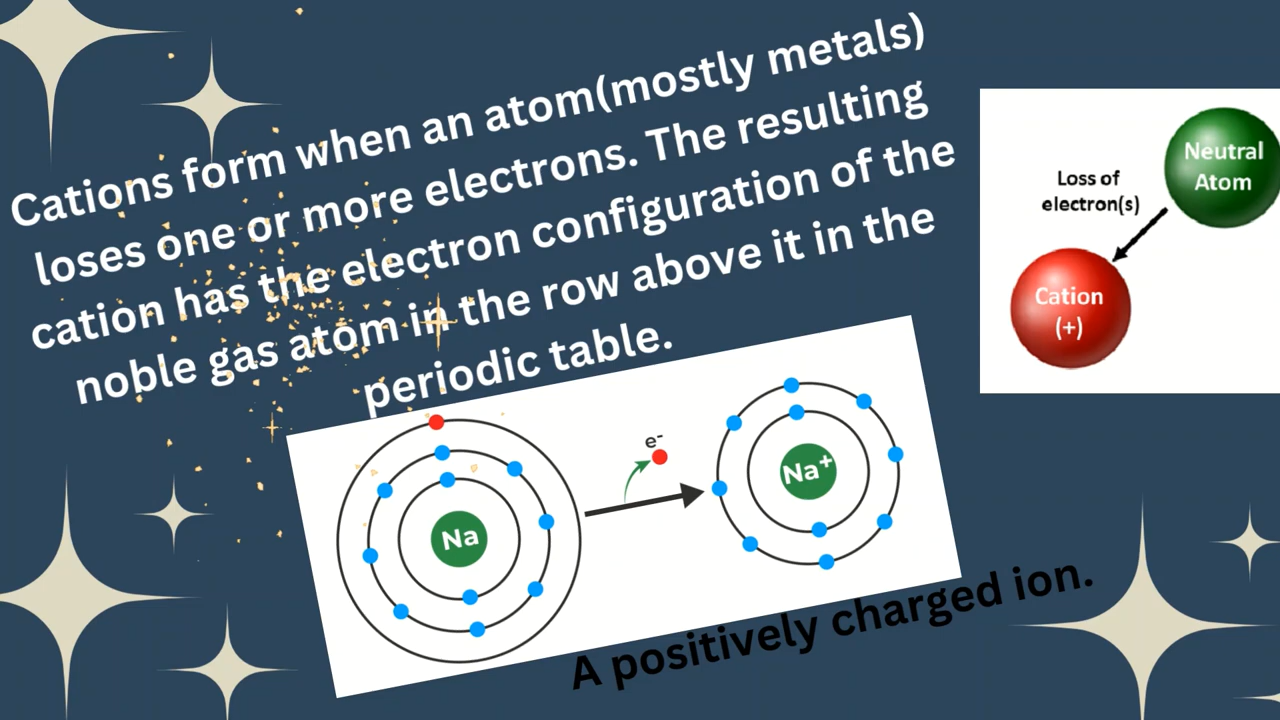 Cations form when an atom(mostly metals)
loses one or more electrons. The resulting
cation has the electron configuration of the
noble gas atom in the row above it in the
periodic table.
Neutral
Atom
Loss of
electron(s)
Cation
(+)
e-
Na
Na+
A positively charged ion.